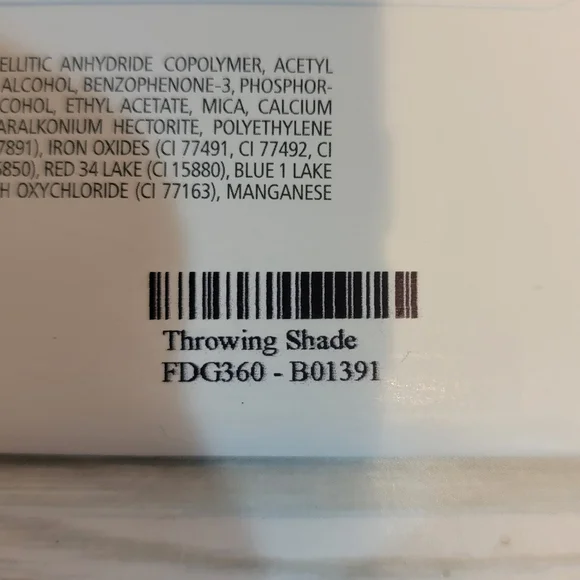 ELLITIC ANHYDRIDE COPOLYMER, ACETYL
ALCOHOL, BENZOPHENONE-3, PHOSPHOR-
COHOL, ETHYL ACETATE, MICA, CALCIUM
ARALKONIUM HECTORITE, POLYETHYLENE
7891), IRON OXIDES (CI 77491, CI 77492, CI
5850), RED 34 LAKE (CI 15880), BLUE 1 LAKE
H OXYCHLORIDE (CI 77163), MANGANESE
Throwing Shade
FDG360 - B01391